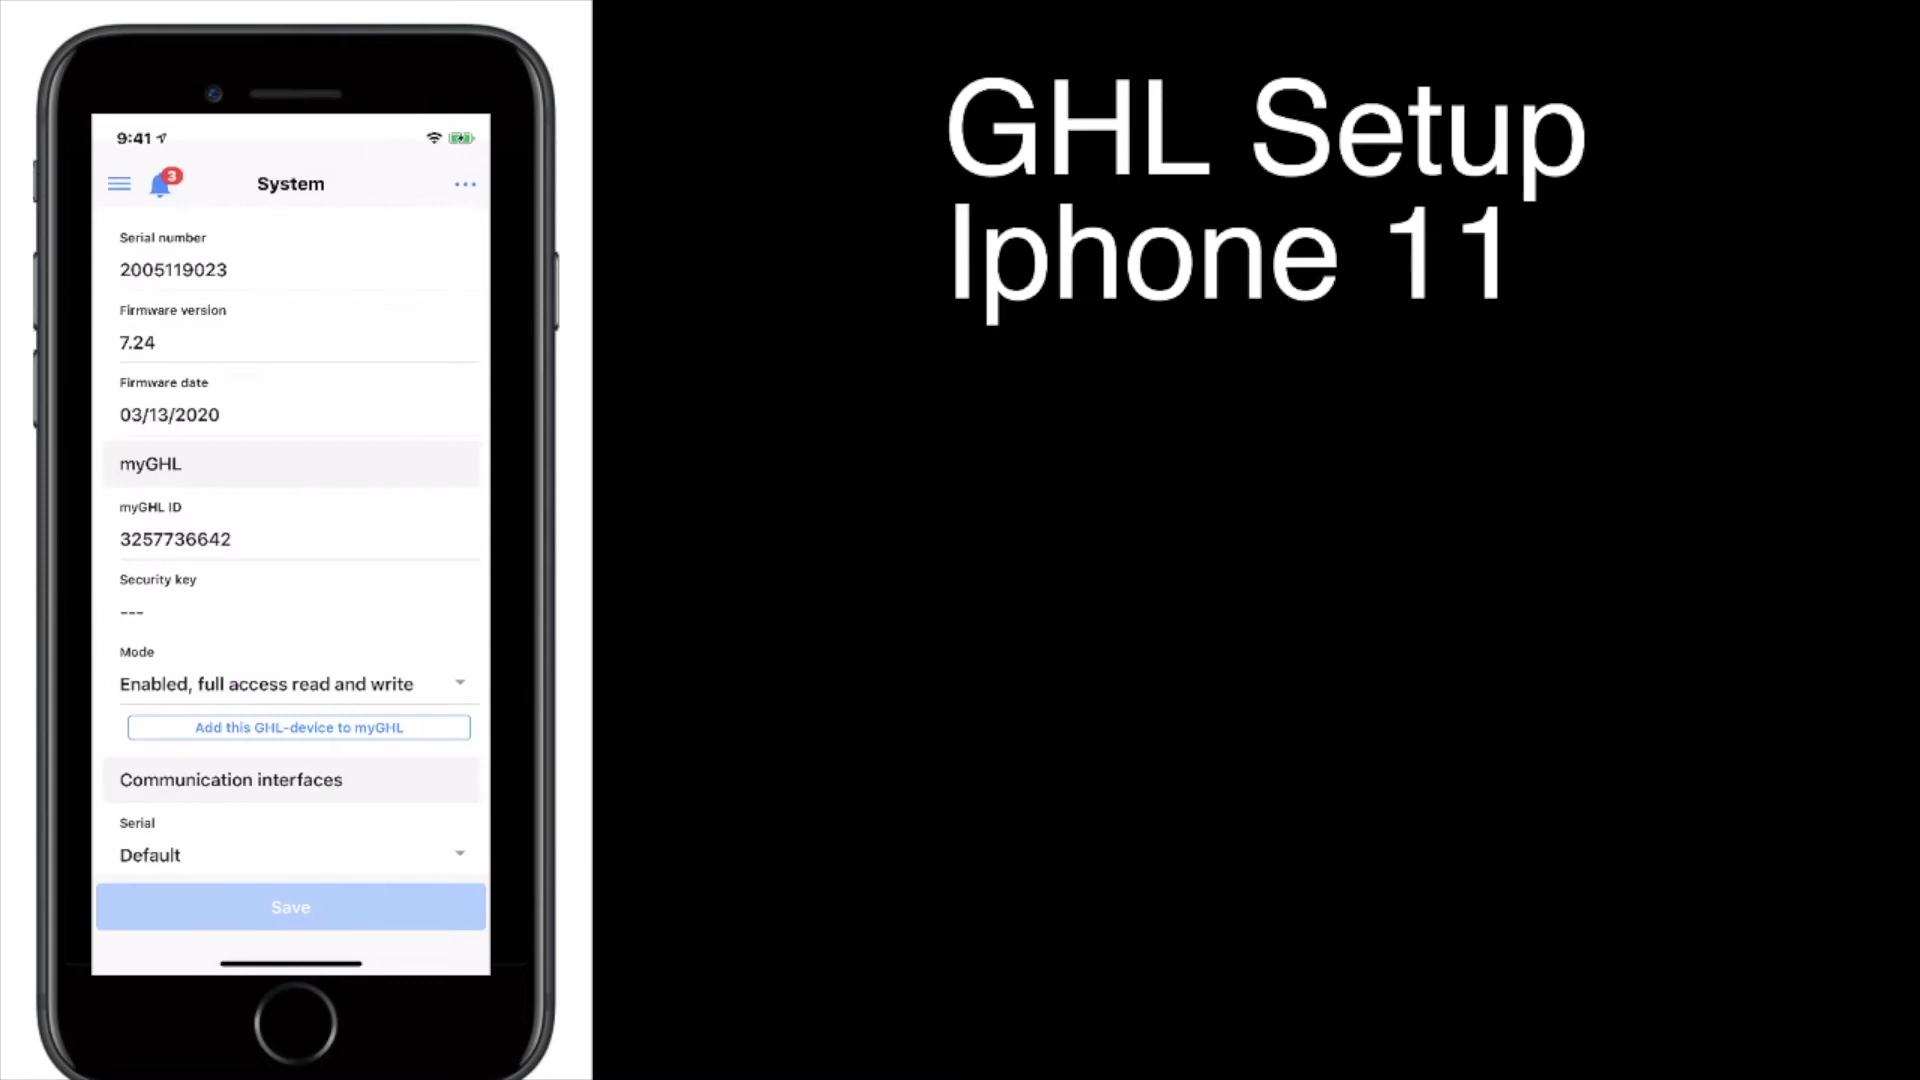 9:41
3
System
Serial number
2005119023
Firmware version
7.24
Firmware date
03/13/2020
myGHL
myGHL ID
3257736642
Security key
---
Mode
Enabled, full access read and write
Add this GHL-device to myGHL
Communication interfaces
Serial
Default
Save
GHL Setup
Iphone 11